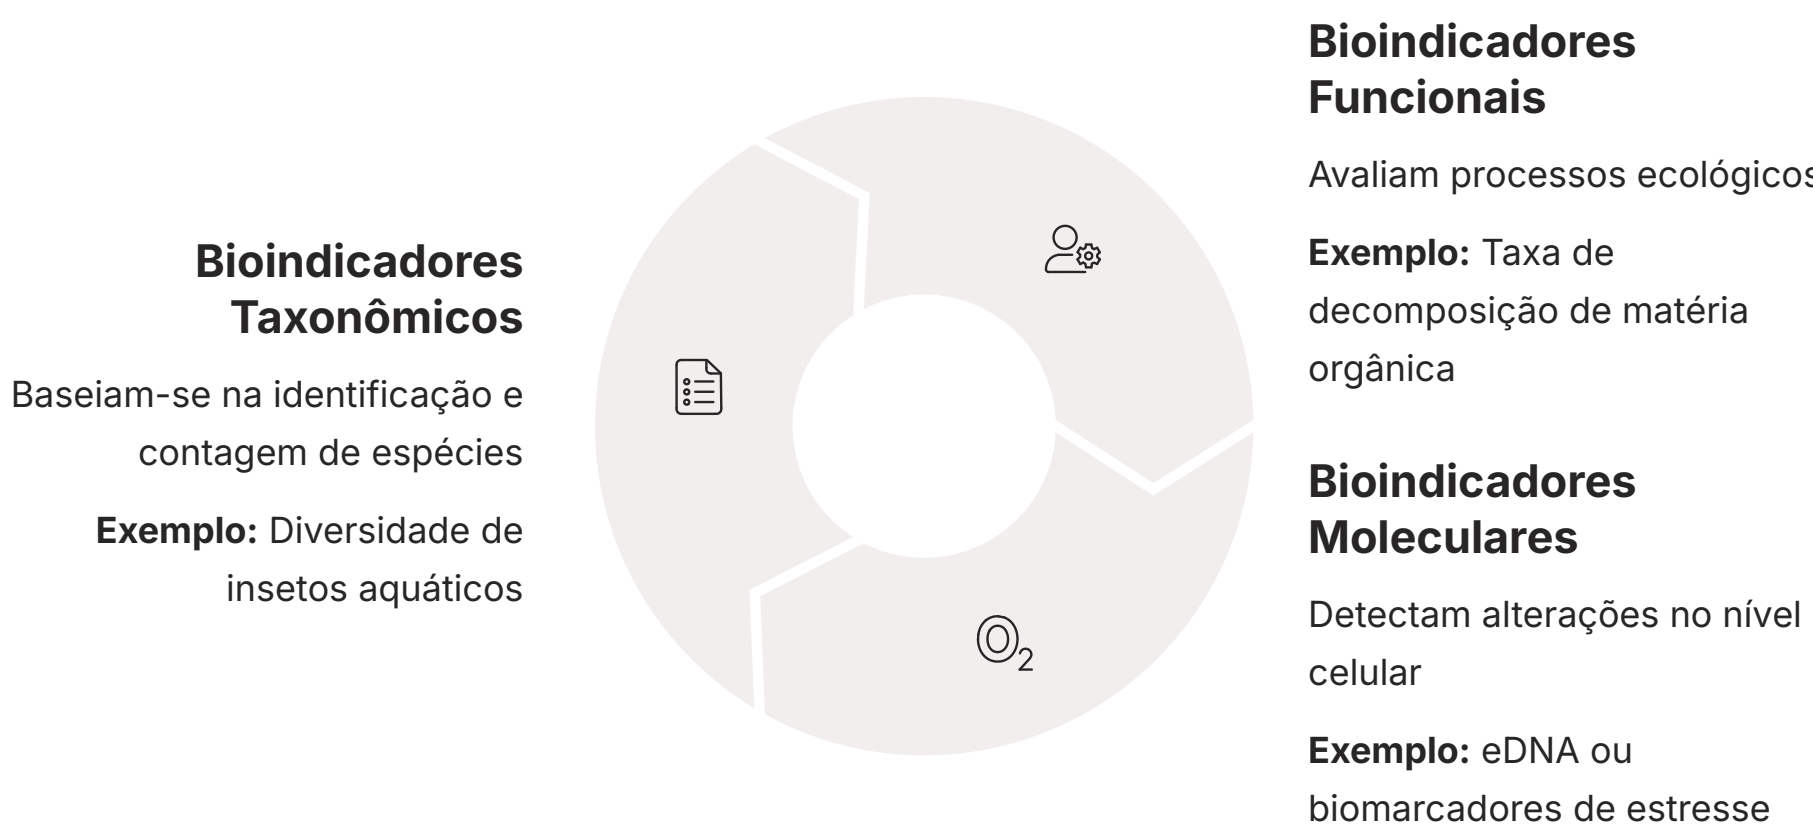 Bioindicadores
Taxonômicos
Baseiam-se na identificação e
contagem de espécies
Exemplo: Diversidade de
insetos aquáticos
Bioindicadores
Funcionais
Avaliam processos ecológicos
Exemplo: Taxa de
decomposição de matéria
orgânica
Bioindicadores
Moleculares
Detectam alterações no nível
celular
Exemplo: eDNA ou
biomarcadores de estresse
O2